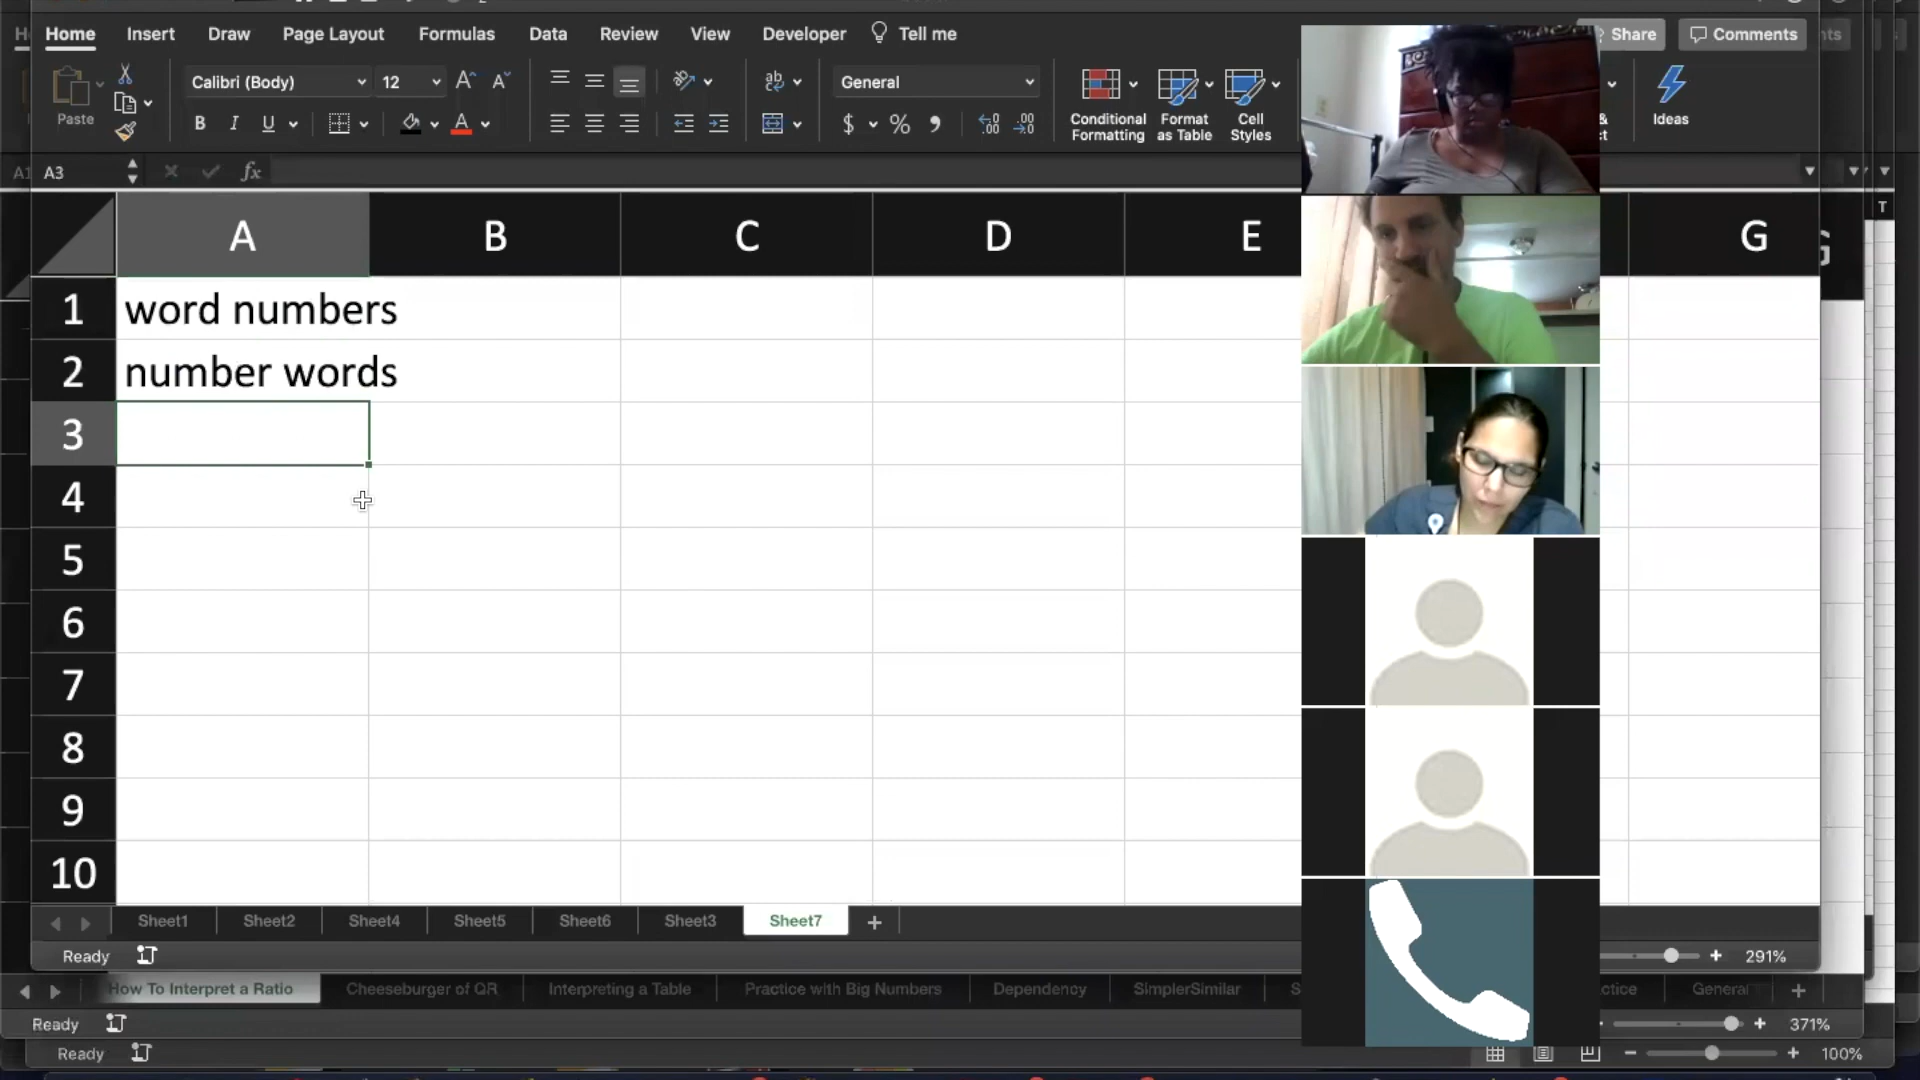 Home Insert Draw Page Layout Formulas Data Review View Developer Tell me Share Comments
Paste Calibri (Body) 12 General Conditional Formatting Format as Table Cell Styles Ideas
B I U A $ %
A3 fx
A B C D E G
1 word numbers
2 number words
3
4
5
6
7
8
9
10
Sheet1 Sheet2 Sheet4 Sheet5 Sheet6 Sheet3 Sheet7 +
Ready 291%
How To Interpret a Ratio Cheeseburger of QR Interpreting a Table Practice with Big Numbers Dependency SimplerSimilar General +
Ready 371%
Ready 100%